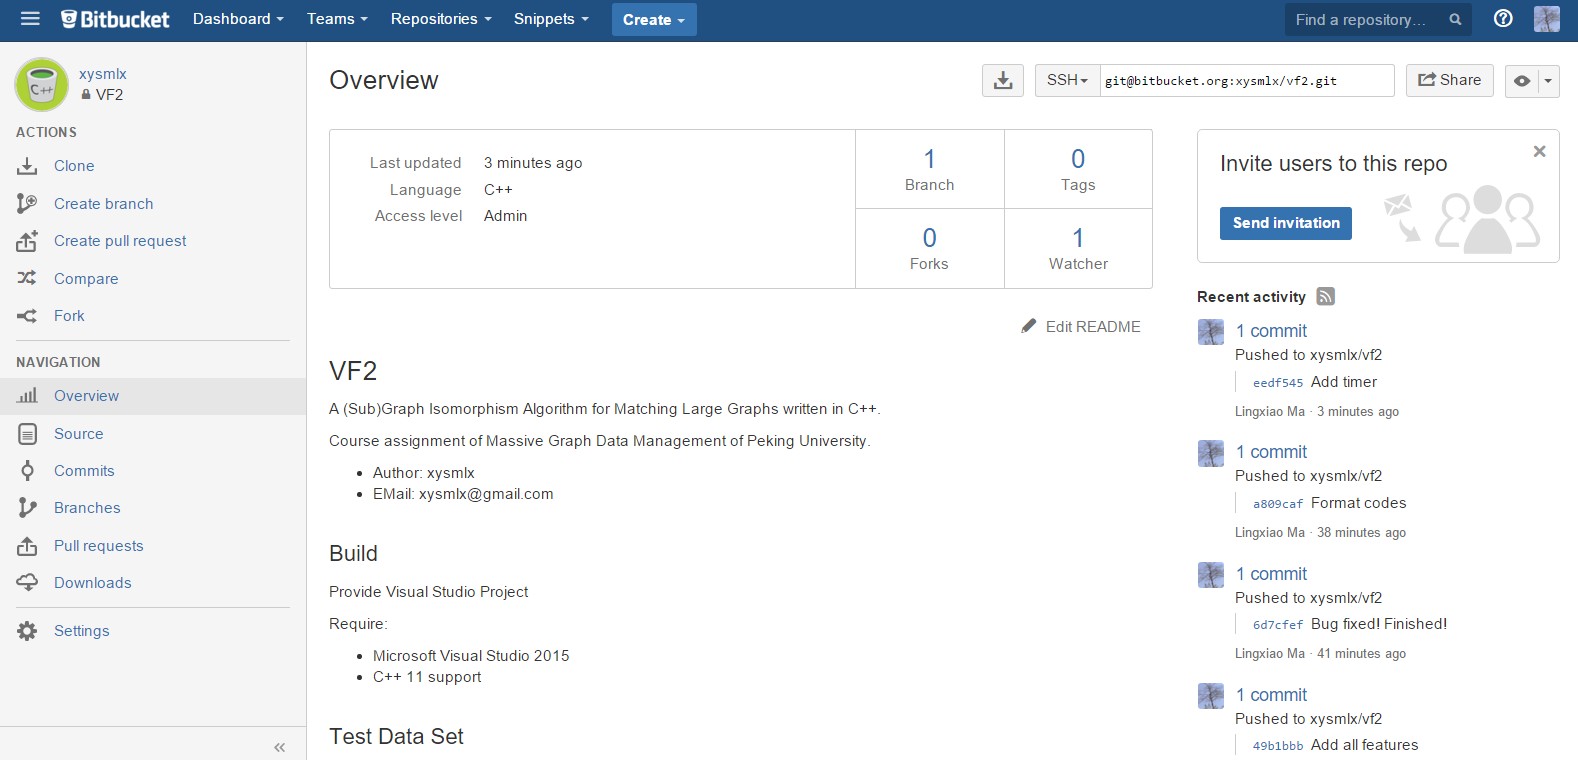 Bitbucket Dashboard Teams Repositories Snippets Create Find a repository...
xysmlx
VF2
C++
ACTIONS
Clone
Create branch
Create pull request
Compare
Fork
NAVIGATION
Overview
Source
Commits
Branches
Pull requests
Downloads
Settings
Overview
SSH git@bitbucket.org:xysmlx/vf2.git Share
Last updated 3 minutes ago
Language C++
Access level Admin
1 Branch
0 Tags
0 Forks
1 Watcher
Edit README
VF2
A (Sub)Graph Isomorphism Algorithm for Matching Large Graphs written in C++.
Course assignment of Massive Graph Data Management of Peking University.
• Author: xysmlx
• EMail: xysmlx@gmail.com
Build
Provide Visual Studio Project
Require:
• Microsoft Visual Studio 2015
• C++ 11 support
Test Data Set
Invite users to this repo
Send invitation
Recent activity
1 commit
Pushed to xysmlx/vf2
eedf545 Add timer
Lingxiao Ma · 3 minutes ago
1 commit
Pushed to xysmlx/vf2
a809caf Format codes
Lingxiao Ma · 38 minutes ago
1 commit
Pushed to xysmlx/vf2
6d7cfef Bug fixed! Finished!
Lingxiao Ma · 41 minutes ago
1 commit
Pushed to xysmlx/vf2
49b1bbb Add all features